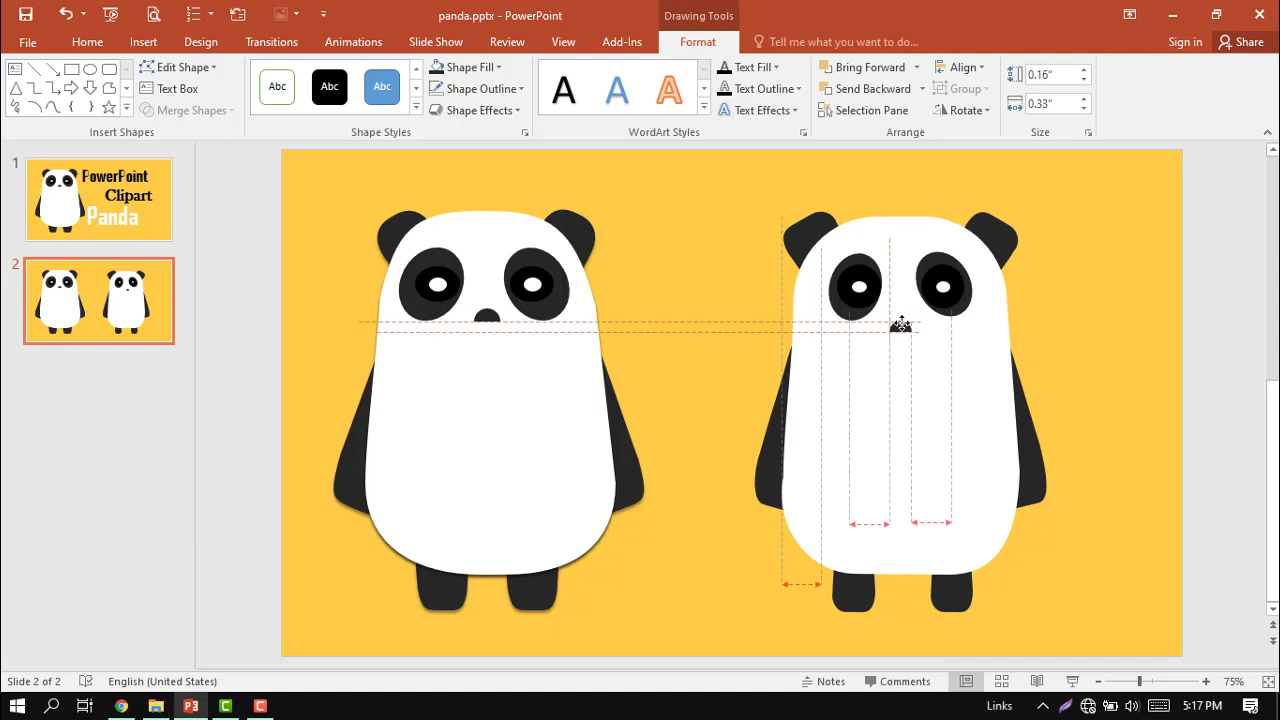 panda.pptx - PowerPoint
Drawing Tools
File
Home
Insert
Design
Transitions
Animations
Slide Show
Review
View
Add-Ins
Format
Tell me what you want to do...
Sign in
Share
Edit Shape
Text Box
Merge Shapes
Insert Shapes
Abc
Abc
Abc
Shape Fill
Shape Outline
Shape Effects
Shape Styles
A
A
A
Text Fill
Text Outline
Text Effects
WordArt Styles
Bring Forward
Send Backward
Selection Pane
Align
Group
Rotate
Arrange
0.16"
0.33"
Size
1
PowerPoint
Clipart
Panda
2
Slide 2 of 2
English (United States)
Notes
Comments
75%
Links
5:17 PM